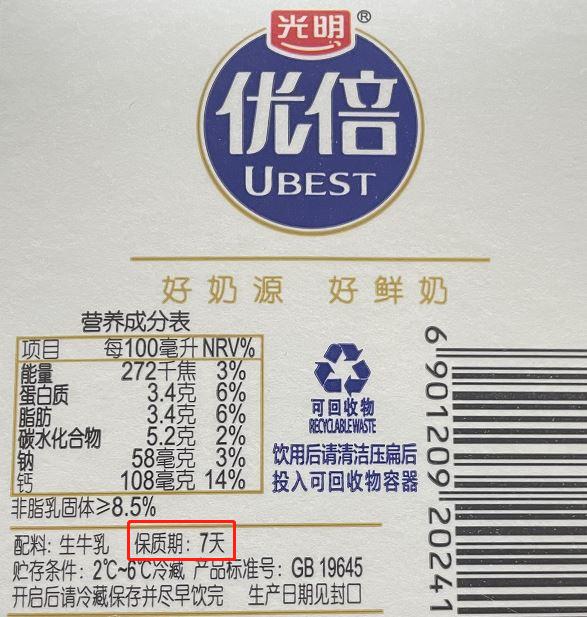 光明®
优倍
UBEST
好奶源 好鲜奶
营养成分表
项目 每100毫升 NRV%
能量 272千焦 3%
蛋白质 3.4克 6%
脂肪 3.4克 6%
碳水化合物 5.2克 2%
钠 58毫克 3%
钙 108毫克 14%
非脂乳固体≥8.5%
可回收物
RECYCLABLE WASTE
饮用后请清洁压扁后
投入可回收物容器
配料: 生牛乳 保质期: 7天
贮存条件: 2℃~6℃冷藏 产品标准号: GB 19645
开启后请冷藏保存并尽早饮完 生产日期见封口
6 901209 20241